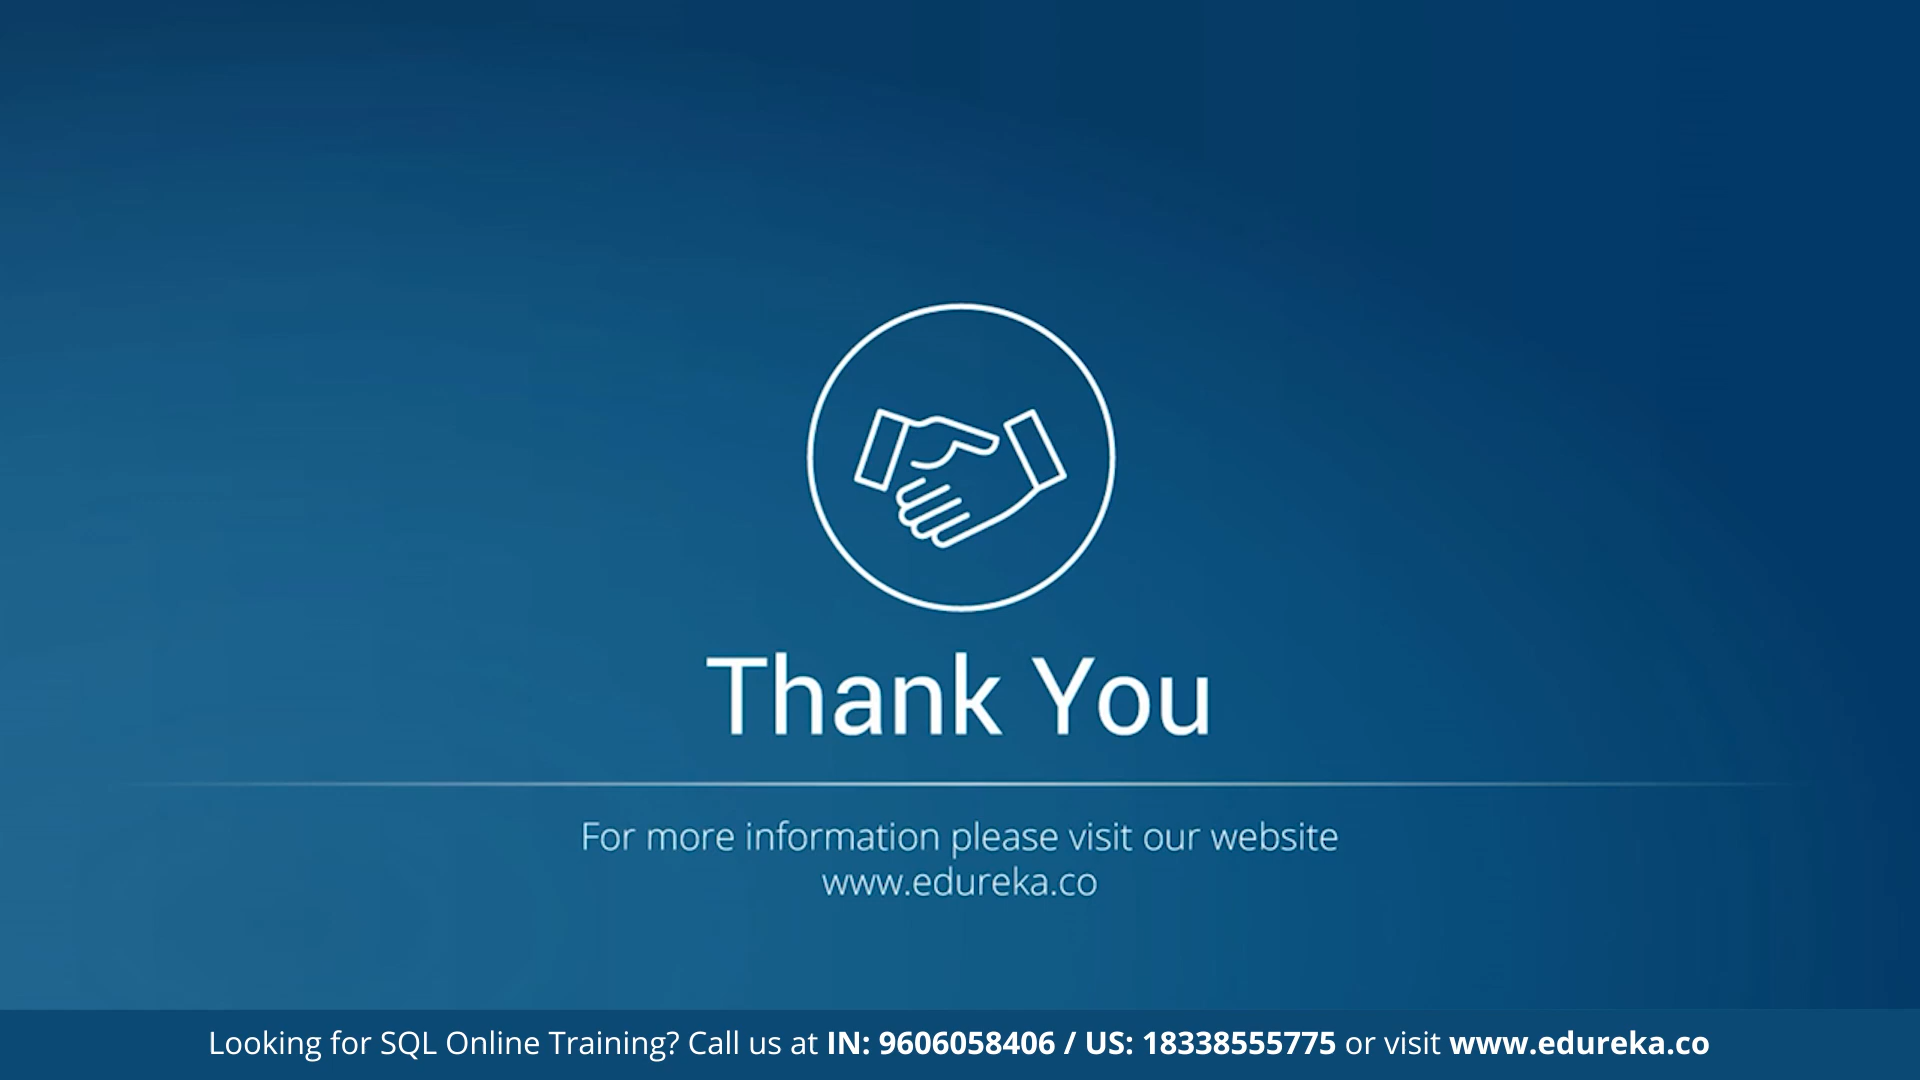 Thank You
For more information please visit our website
www.edureka.co
Looking for SQL Online Training? Call us at IN: 9606058406 / US: 18338555775 or visit www.edureka.co